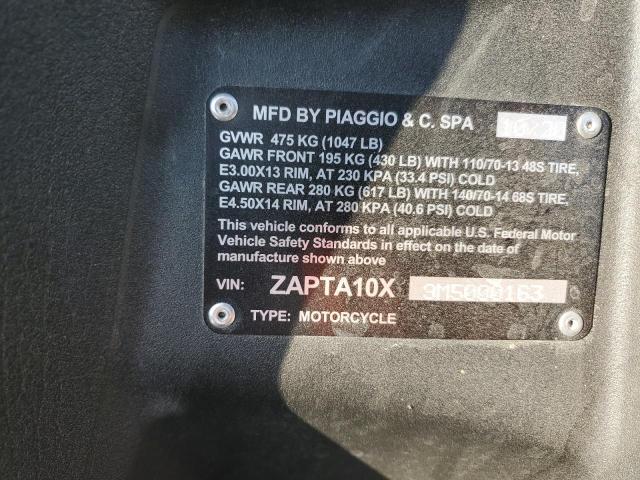 MFD BY PIAGGIO & C. SPA
GVWR 475 KG (1047 LB)
GAWR FRONT 195 KG (430 LB) WITH 110/70-13 48S TIRE,
E3.00X13 RIM, AT 230 KPA (33.4 PSI) COLD
GAWR REAR 280 KG (617 LB) WITH 140/70-14 68S TIRE,
E4.50X14 RIM, AT 280 KPA (40.6 PSI) COLD
This vehicle conforms to all applicable U.S. Federal Motor
Vehicle Safety Standards in effect on the date of
manufacture shown above
VIN: ZAPTA10X 9M5000163
TYPE: MOTORCYCLE